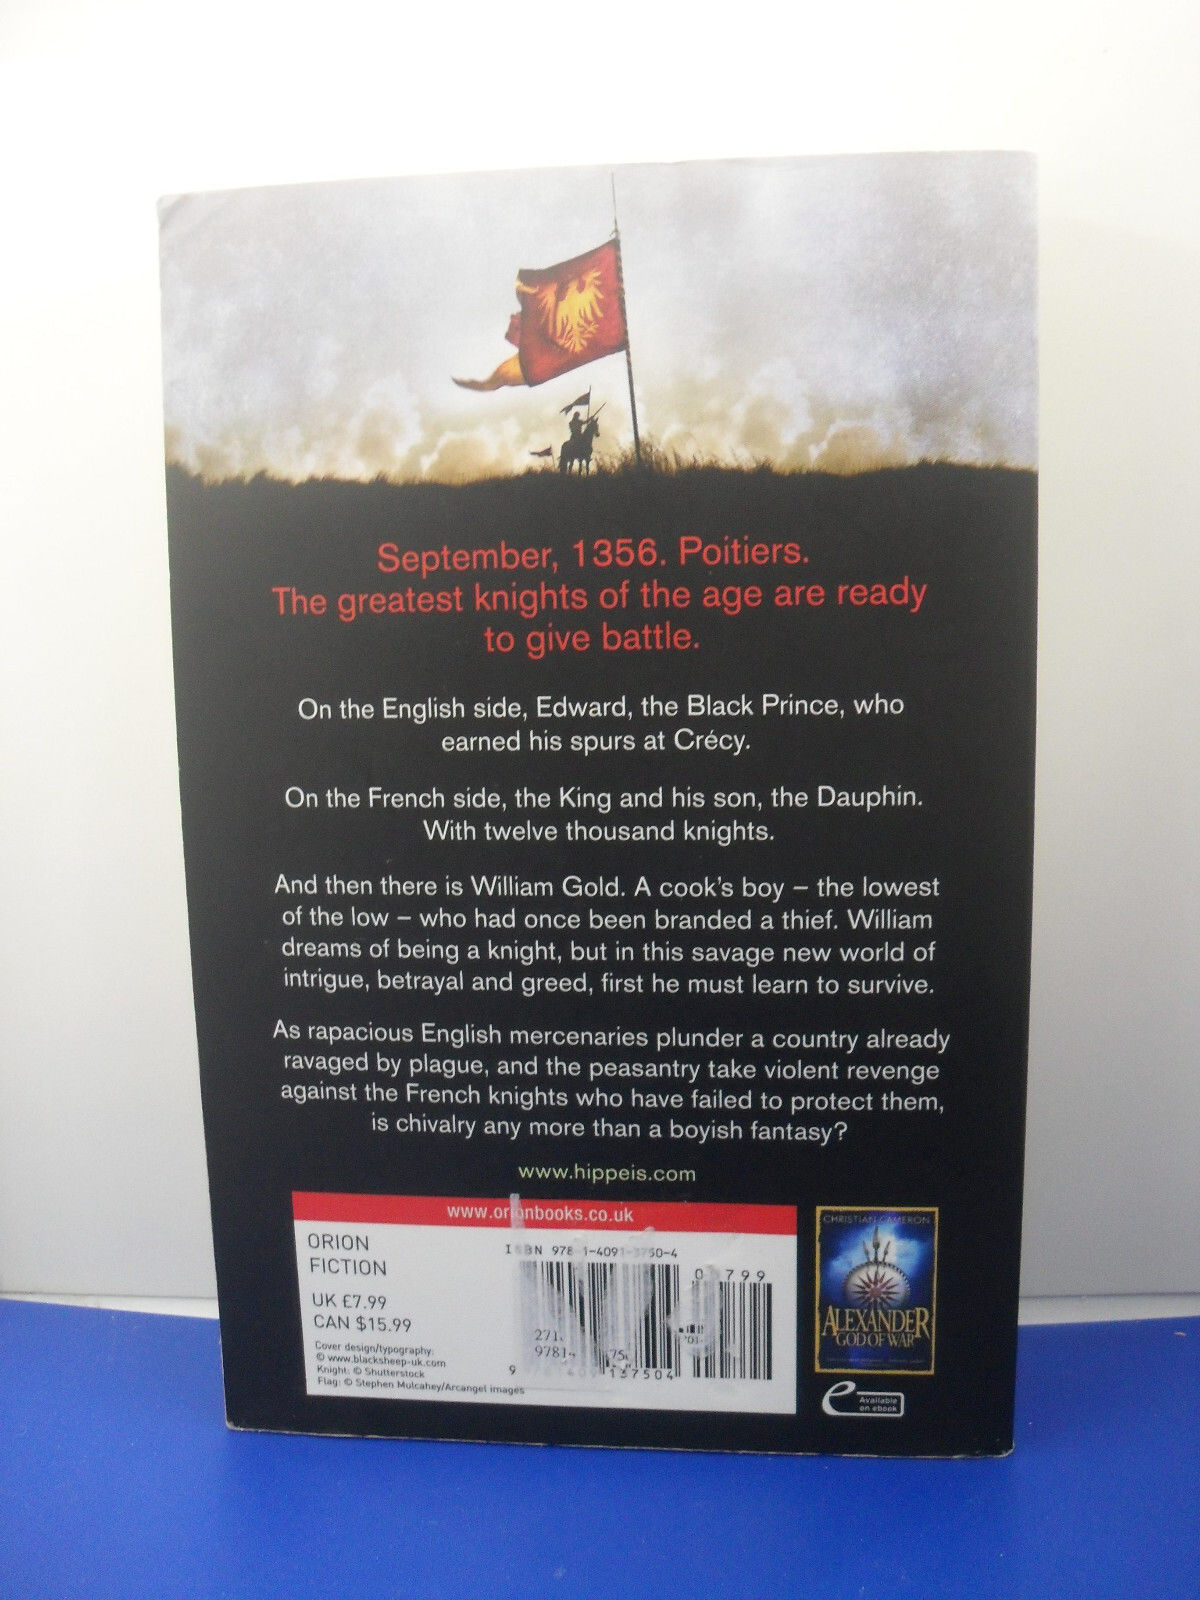 September, 1356. Poitiers.
The greatest knights of the age are ready
to give battle.
On the English side, Edward, the Black Prince, who
earned his spurs at Crécy.
On the French side, the King and his son, the Dauphin.
With twelve thousand knights.
And then there is William Gold. A cook's boy – the lowest
of the low – who had once been branded a thief. William
dreams of being a knight, but in this savage new world of
intrigue, betrayal and greed, first he must learn to survive.
As rapacious English mercenaries plunder a country already
ravaged by plague, and the peasantry take violent revenge
against the French knights who have failed to protect them,
is chivalry any more than a boyish fantasy?
www.hippeis.com
www.orionbooks.co.uk
ORION
FICTION
UK £7.99
CAN $15.99
Cover design/typography:
© www.blacksheep-uk.com
Knight: © Shutterstock
Flag: © Stephen Mulcahey/Arcangel images
ISBN 978-1-4091-3750-4
799
CHRISTIAN CAMERON
ALEXANDER
GOD OF WAR
Available
on ebook